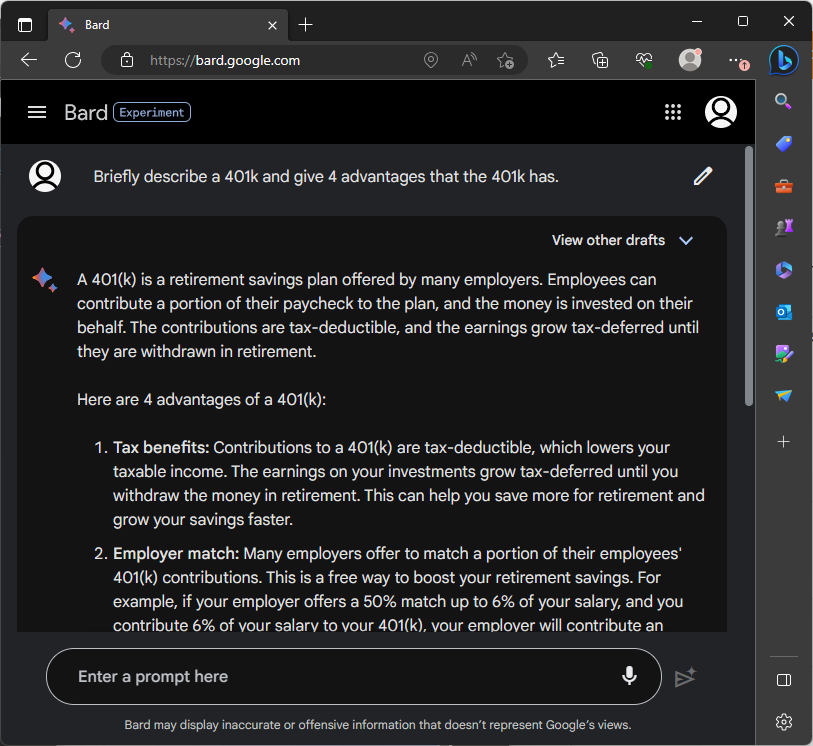 Bard
https://bard.google.com
Bard Experiment
Briefly describe a 401k and give 4 advantages that the 401k has.
View other drafts
A 401(k) is a retirement savings plan offered by many employers. Employees can
contribute a portion of their paycheck to the plan, and the money is invested on their
behalf. The contributions are tax-deductible, and the earnings grow tax-deferred until
they are withdrawn in retirement.
Here are 4 advantages of a 401(k):
1. Tax benefits: Contributions to a 401(k) are tax-deductible, which lowers your
taxable income. The earnings on your investments grow tax-deferred until you
withdraw the money in retirement. This can help you save more for retirement and
grow your savings faster.
2. Employer match: Many employers offer to match a portion of their employees'
401(k) contributions. This is a free way to boost your retirement savings. For
example, if your employer offers a 50% match up to 6% of your salary, and you
contribute 6% of your salary to your 401(k), your employer will contribute an
Enter a prompt here
Bard may display inaccurate or offensive information that doesn't represent Google's views.